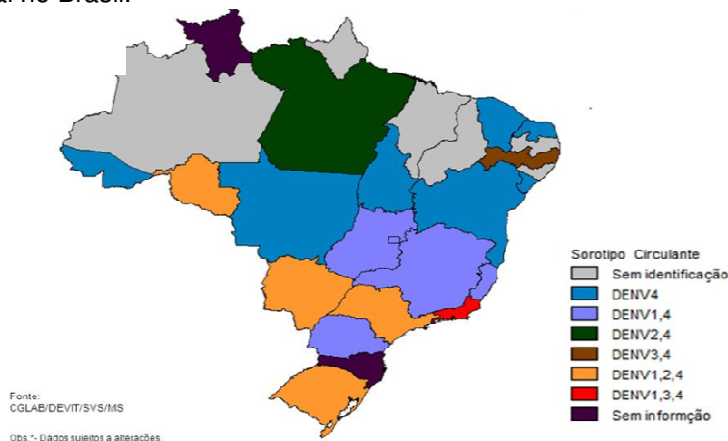 al no Brasil.
Sorotipo Circulante
Sem identificação
DENV4
DENV1,4
DENV2,4
DENV3,4
DENV1,2,4
DENV1,3,4
Sem informção
Fonte:
CGLAB/DEVIT/SVS/MS
Obs.*- Dados sujeitos a alterações.